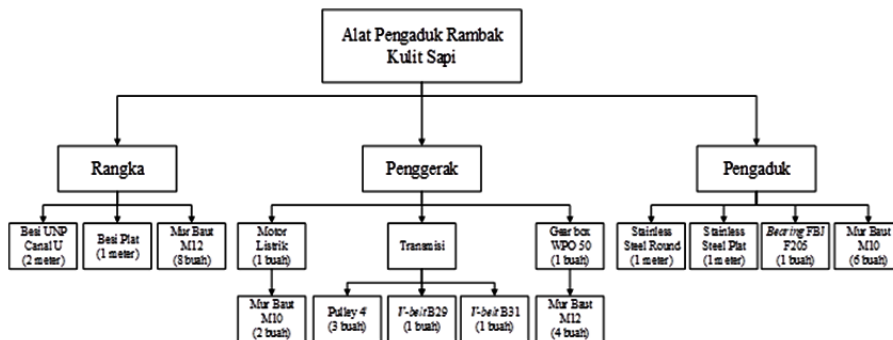 Alat Pengaduk Rambak
Kulit Sapi
Rangka
Penggerak
Pengaduk
Besi UNP
Canal U
(2 meter)
Besi Plat
(1 meter)
Mur Baut
M12
(8 buah)
Motor
Listrik
(1 buah)
Transmisi
Gear box
WPO 50
(1 buah)
Stainless
Steel Round
(1 meter)
Stainless
Steel Plat
(1 meter)
Bearing FBJ
F205
(1 buah)
Mur Baut
M10
(6 buah)
Mur Baut
M10
(2 buah)
Pulley 4'
(3 buah)
V-belt B29
(1 buah)
V-belt B31
(1 buah)
Mur Baut
M12
(4 buah)